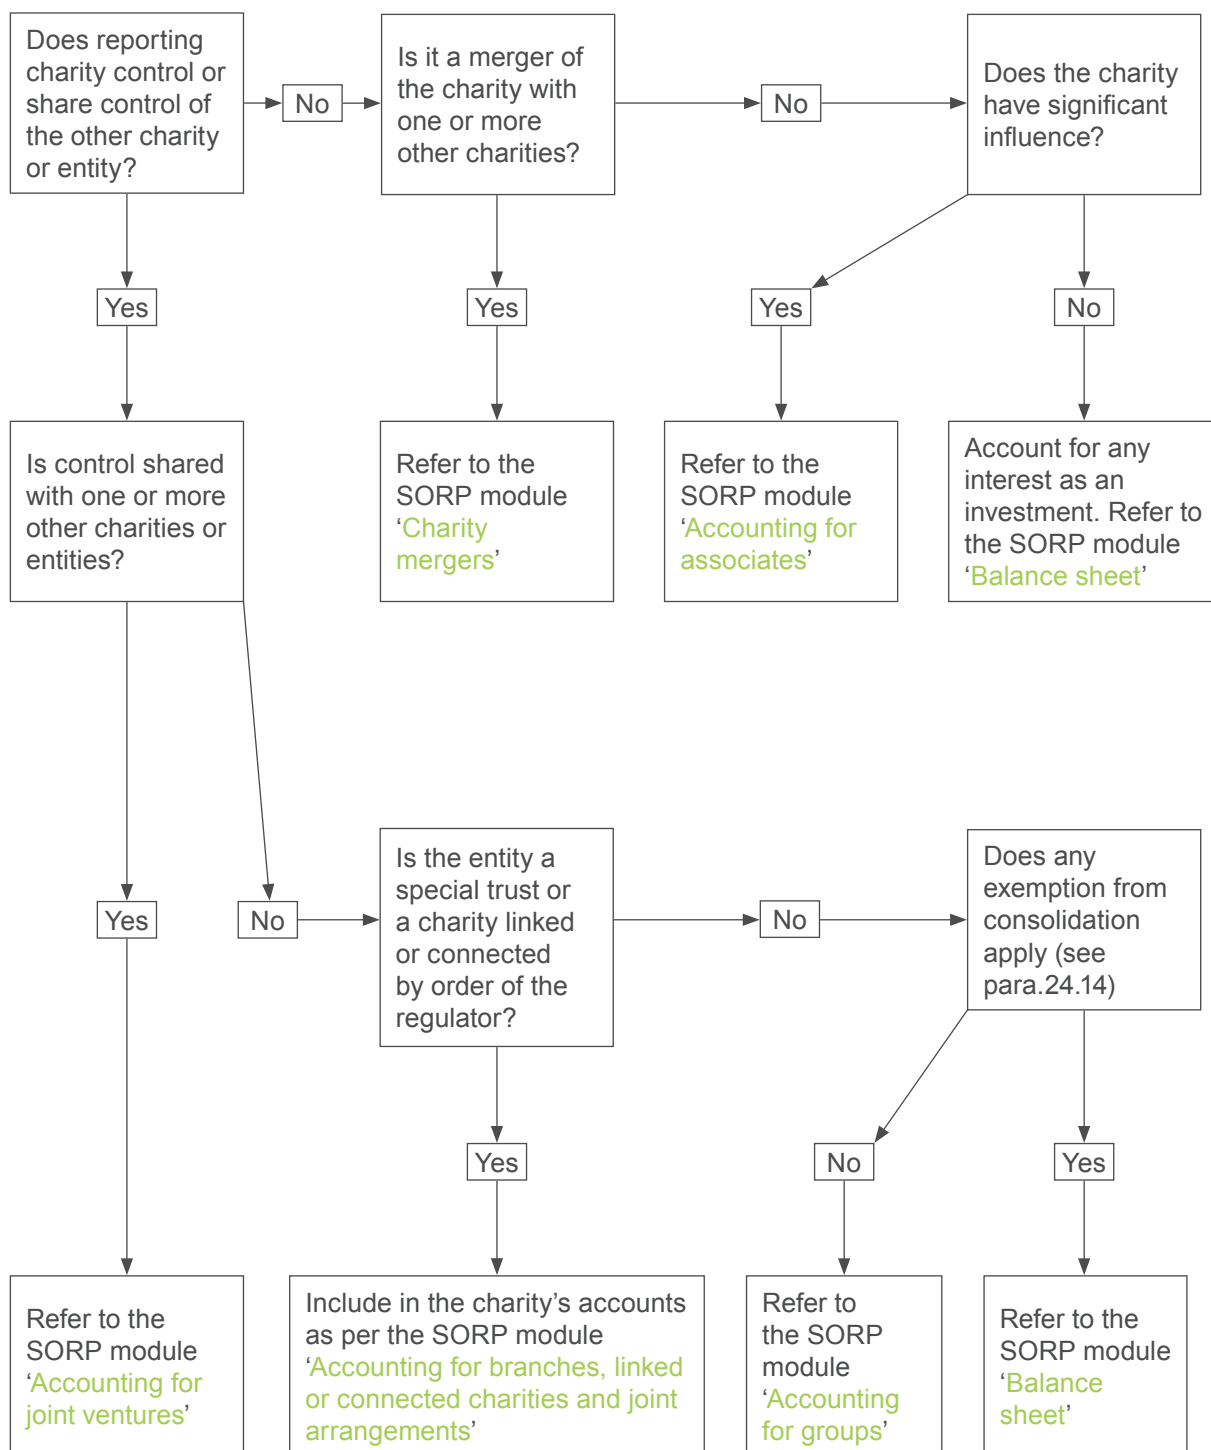 Does reporting
charity control or
share control of
the other charity
or entity?
No
Is it a merger of
the charity with
one or more
other charities?
No
Does the charity
have significant
influence?
Yes
Yes
Yes
No
Is control shared
with one or more
other charities or
entities?
Refer to the
SORP module
‘Charity
mergers’
Refer to the
SORP module
‘Accounting for
associates’
Account for any
interest as an
investment. Refer to
the SORP module
‘Balance sheet’
Yes
No
Is the entity a
special trust or
a charity linked
or connected
by order of the
regulator?
No
Does any
exemption from
consolidation
apply (see
para.24.14)
Yes
No
Yes
Refer to the
SORP module
‘Accounting for
joint ventures’
Include in the charity’s accounts
as per the SORP module
‘Accounting for branches, linked
or connected charities and joint
arrangements’
Refer to
the SORP
module
‘Accounting
for groups’
Refer to the
SORP module
‘Balance
sheet’